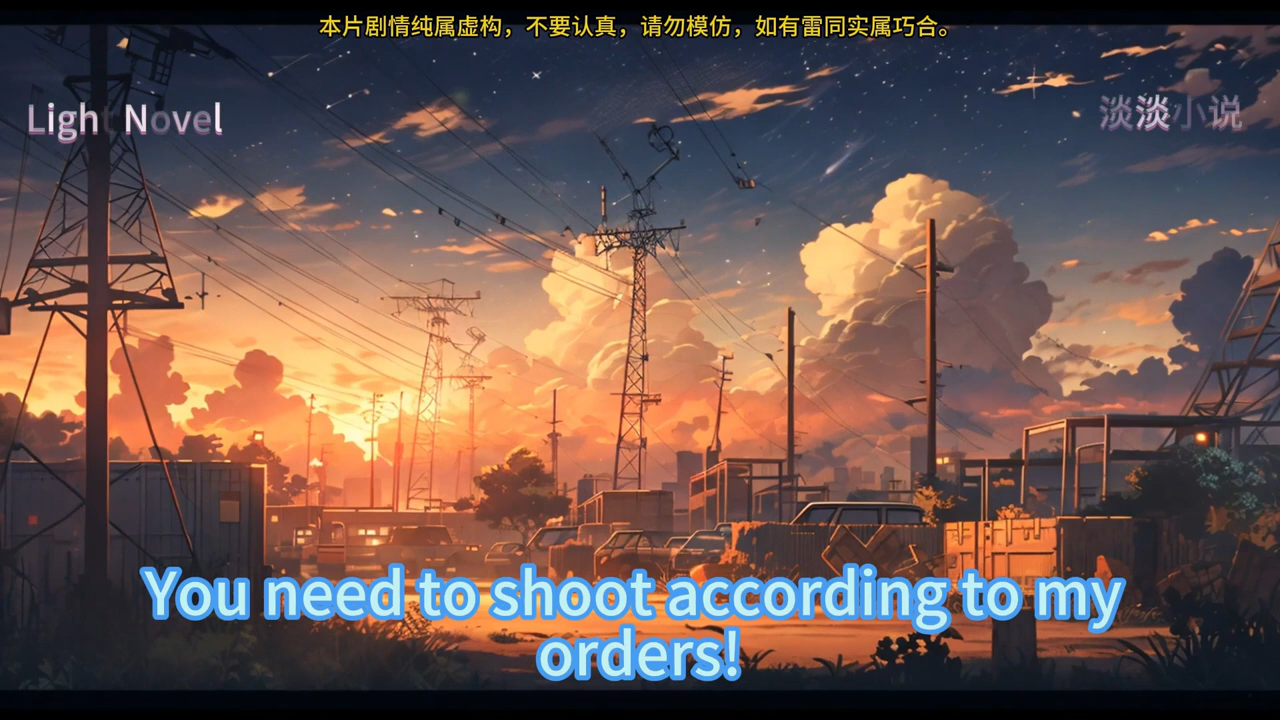 本片剧情纯属虚构，不要认真，请勿模仿，如有雷同实属巧合。
Light Novel
淡淡小说
You need to shoot according to my
orders!